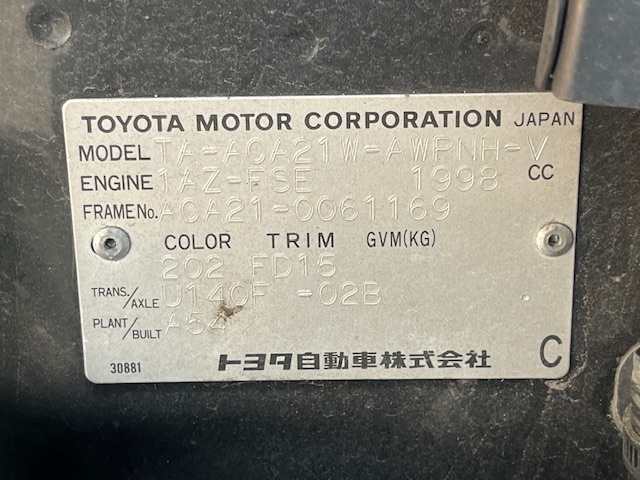 TOYOTA MOTOR CORPORATION JAPAN
MODEL TA-ACA21W-AWPNH-V
ENGINE 1AZ-FSE 1998 CC
FRAME No. ACA21-0061169
COLOR TRIM GVM(KG)
202 FD15
TRANS./AXLE U140F -02B
PLANT/BUILT A54
30881 トヨタ自動車株式会社 C